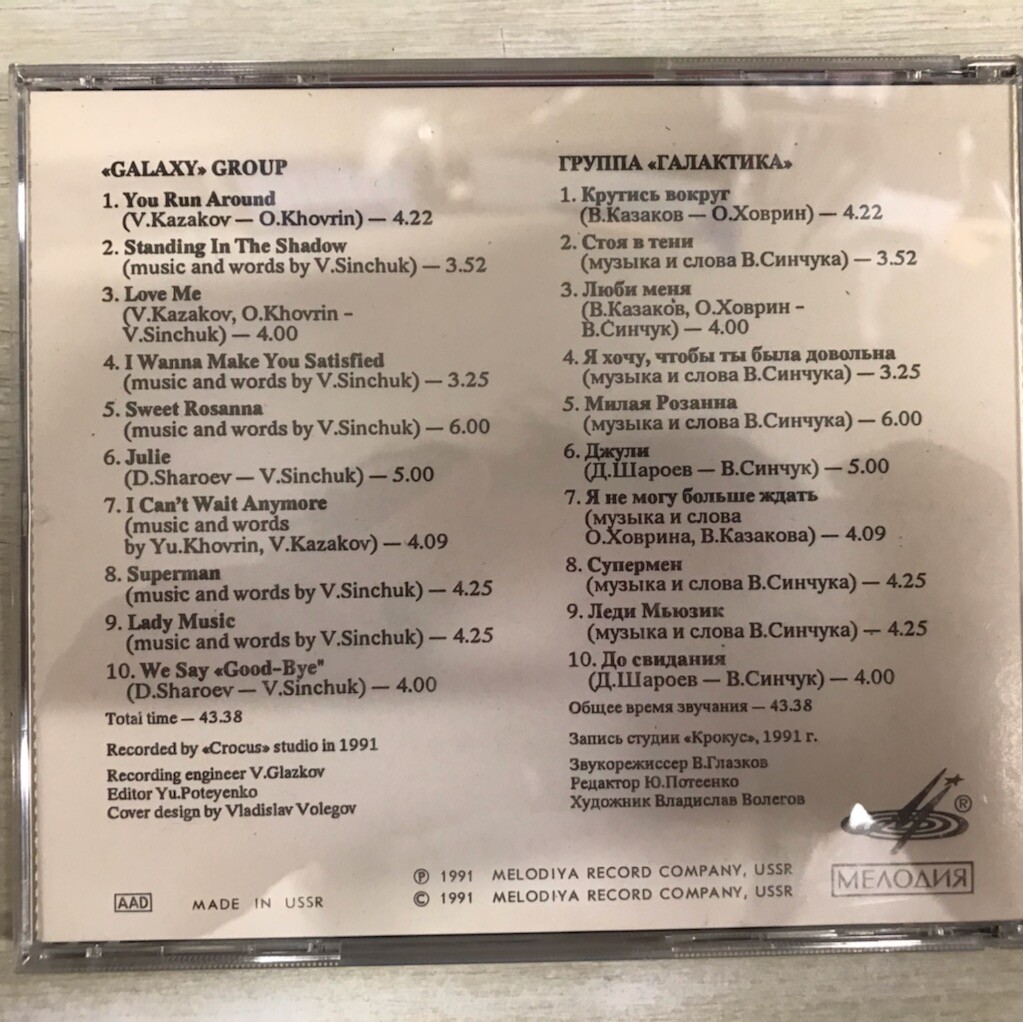 «GALAXY» GROUP
1. You Run Around
(V.Kazakov — O.Khovrin) — 4.22
2. Standing In The Shadow
(music and words by V.Sinchuk) — 3.52
3. Love Me
(V.Kazakov, O.Khovrin -
V.Sinchuk) — 4.00
4. I Wanna Make You Satisfied
(music and words by V.Sinchuk) — 3.25
5. Sweet Rosanna
(music and words by V.Sinchuk) — 6.00
6. Julie
(D.Sharoev — V.Sinchuk) — 5.00
7. I Can't Wait Anymore
(music and words
by Yu.Khovrin, V.Kazakov) — 4.09
8. Superman
(music and words by V.Sinchuk) — 4.25
9. Lady Music
(music and words by V.Sinchuk) — 4.25
10. We Say «Good-Bye"
(D.Sharoev — V.Sinchuk) — 4.00
Total time — 43.38
Recorded by «Crocus» studio in 1991
Recording engineer V.Glazkov
Editor Yu.Poteyenko
Cover design by Vladislav Volegov
ГРУППА «ГАЛАКТИКА»
1. Крутись вокруг
(В.Казаков — О.Ховрин) — 4.22
2. Стоя в тени
(музыка и слова В.Синчука) — 3.52
3. Люби меня
(В.Казаков, О.Ховрин -
В.Синчук) — 4.00
4. Я хочу, чтобы ты была довольна
(музыка и слова В.Синчука) — 3.25
5. Милая Розанна
(музыка и слова В.Синчука) — 6.00
6. Джули
(Д.Шароев — В.Синчук) — 5.00
7. Я не могу больше ждать
(музыка и слова
О.Ховрина, В.Казакова) — 4.09
8. Супермен
(музыка и слова В.Синчука) — 4.25
9. Леди Мьюзик
(музыка и слова В.Синчука) — 4.25
10. До свидания
(Д.Шароев — В.Синчук) — 4.00
Общее время звучания — 43.38
Запись студии «Крокус», 1991 г.
Звукорежиссер В.Глазков
Редактор Ю.Потеенко
Художник Владислав Волегов
®
МЕЛОДИЯ
AAD
MADE IN USSR
℗ 1991 MELODIYA RECORD COMPANY, USSR
© 1991 MELODIYA RECORD COMPANY, USSR